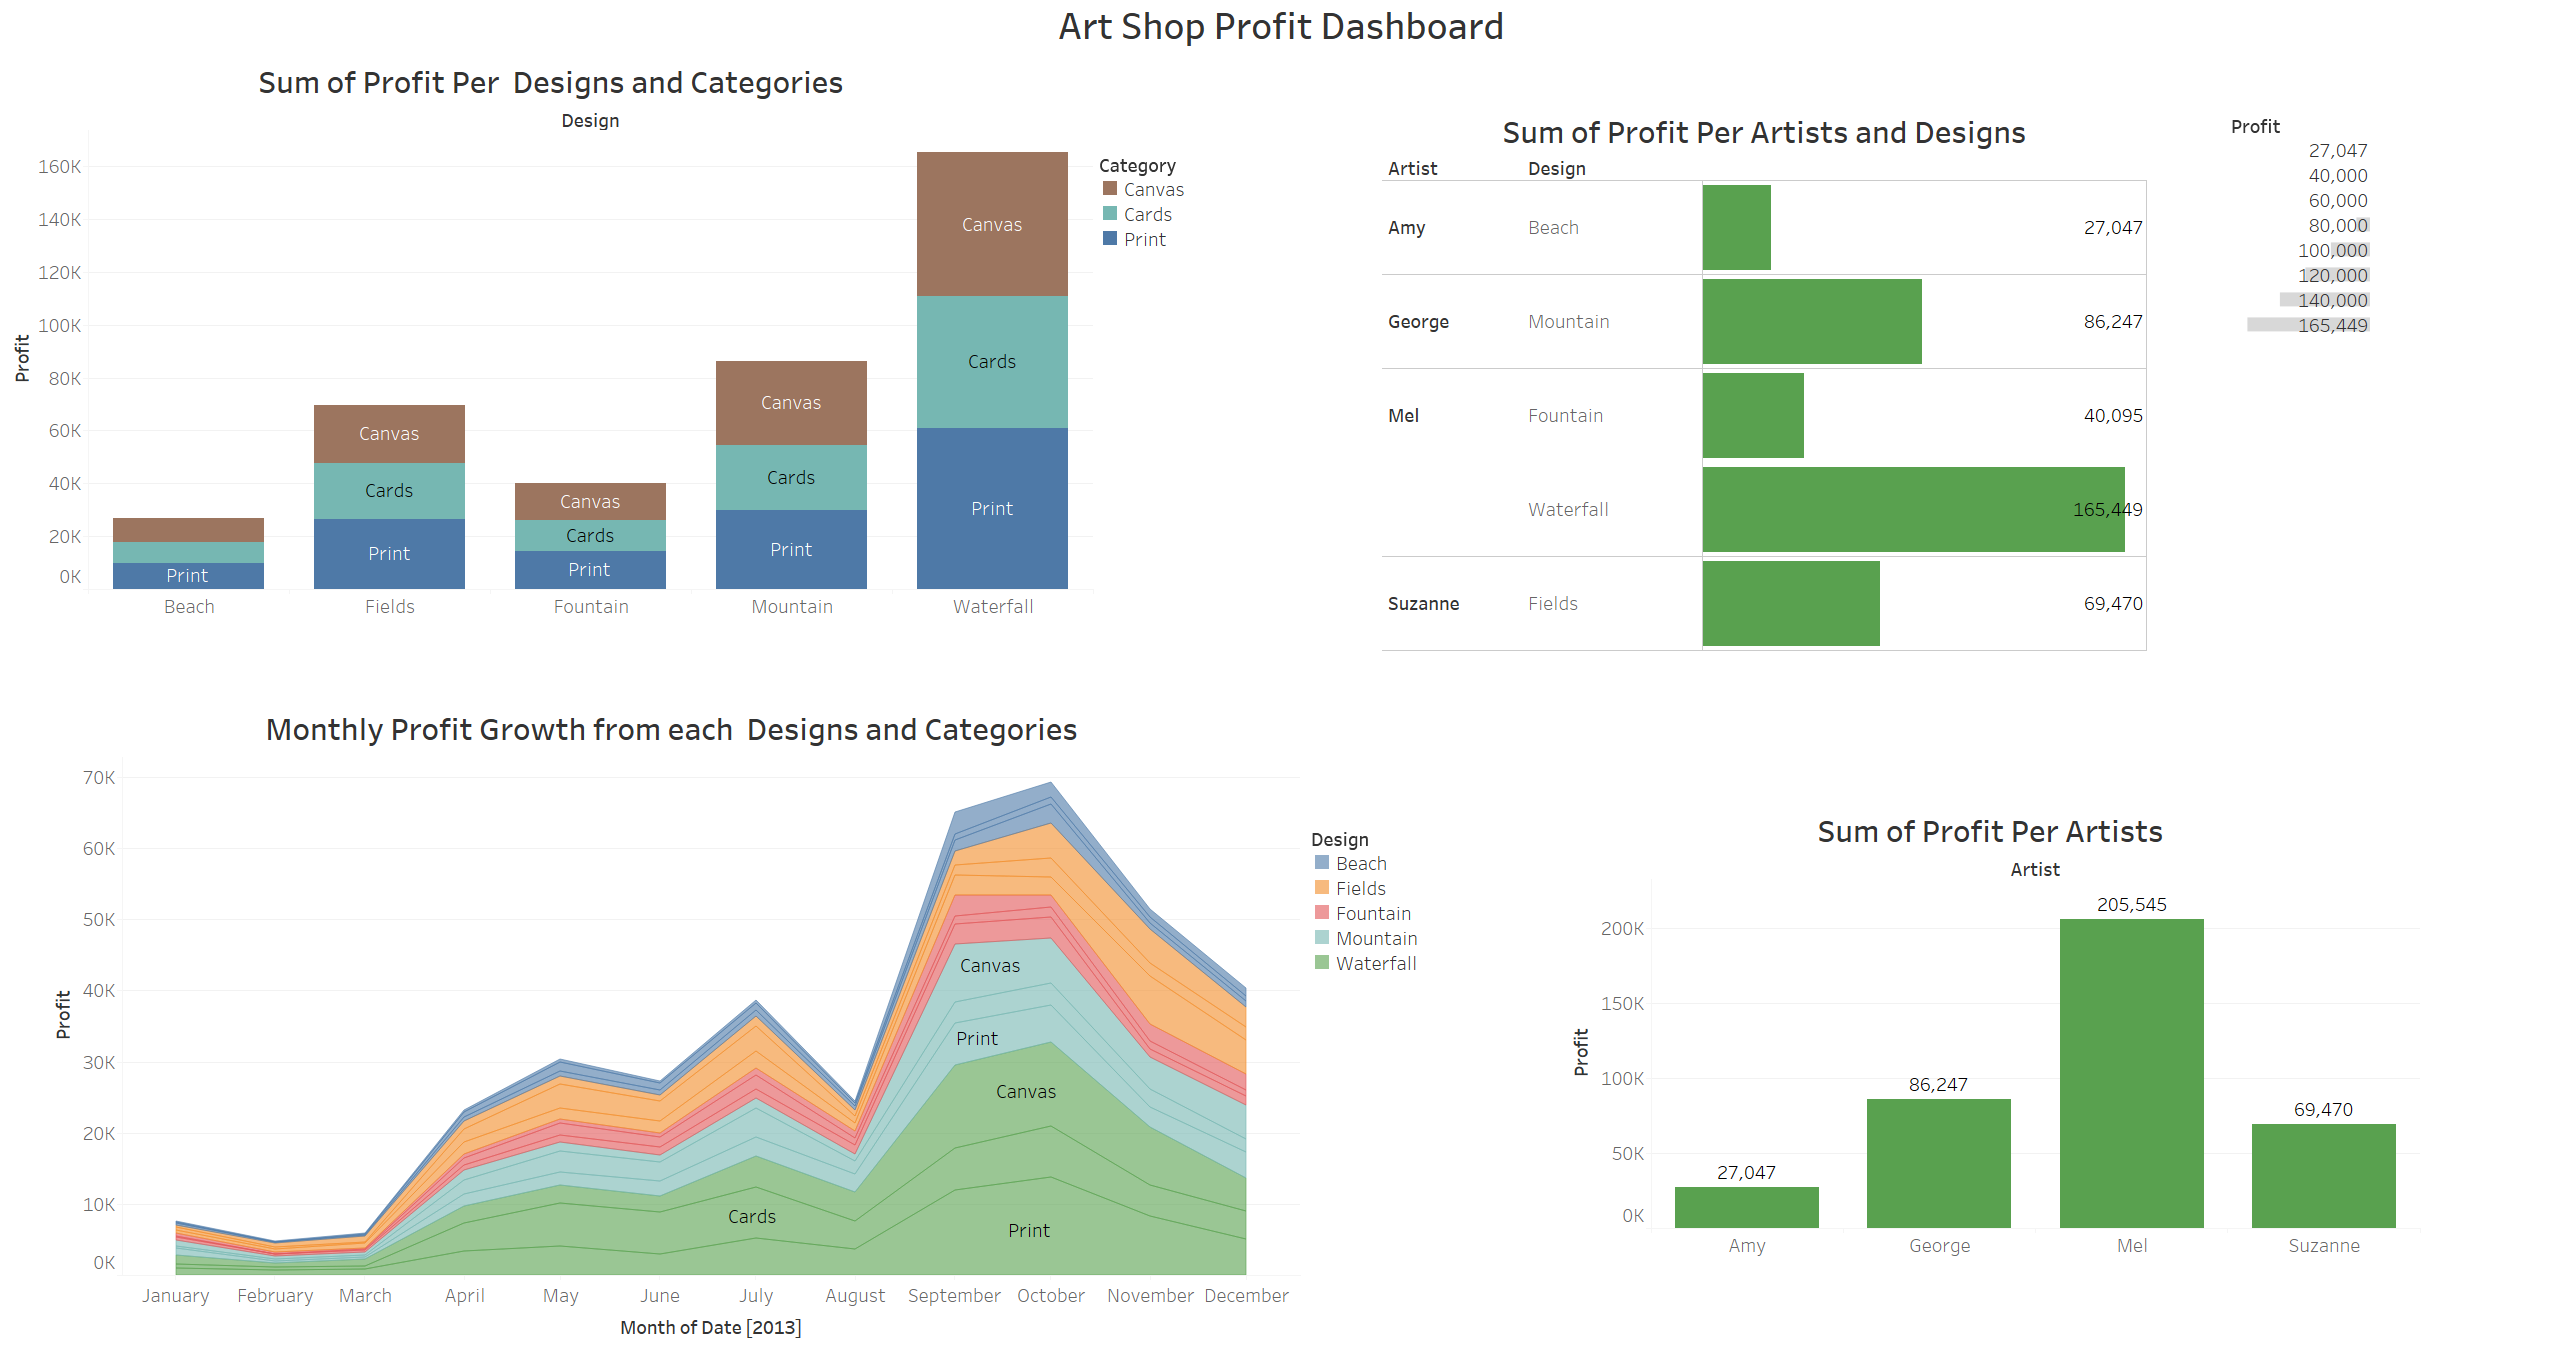 Art Shop Profit Dashboard
Sum of Profit Per  Designs and Categories
Design
Profit
160K
140K
120K
100K
80K
60K
40K
20K
0K
Print
Canvas
Cards
Print
Canvas
Cards
Print
Canvas
Cards
Print
Canvas
Cards
Print
Beach
Fields
Fountain
Mountain
Waterfall
Category
Canvas
Cards
Print
Sum of Profit Per Artists and Designs
Artist Design
Amy Beach 27,047
George Mountain 86,247
Mel Fountain 40,095
Waterfall 165,449
Suzanne Fields 69,470
Profit
27,047
40,000
60,000
80,000
100,000
120,000
140,000
165,449
Monthly Profit Growth from each  Designs and Categories
Profit
70K
60K
50K
40K
30K
20K
10K
0K
Canvas
Print
Canvas
Cards
Print
January February March April May June July August September October November December
Month of Date [2013]
Design
Beach
Fields
Fountain
Mountain
Waterfall
Sum of Profit Per Artists
Artist
Profit
200K
150K
100K
50K
0K
27,047
86,247
205,545
69,470
Amy George Mel Suzanne